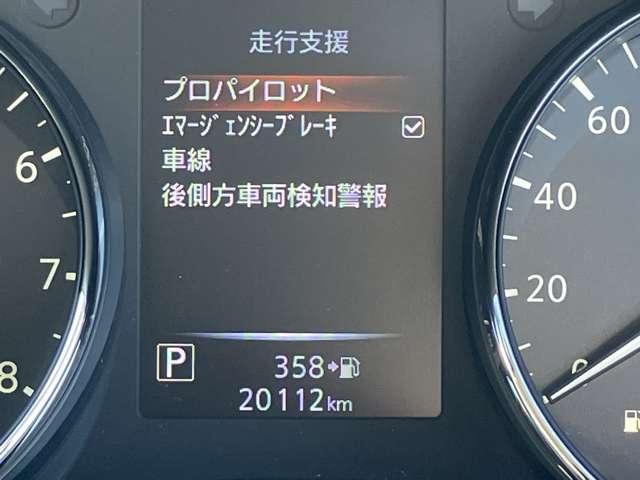 走行支援
プロパイロット
ｴﾏｰｼﾞｪﾝｼｰﾌﾞﾚｰｷ
車線
後側方車両検知警報
P
358
20112km
6
7
8
60
40
20
0